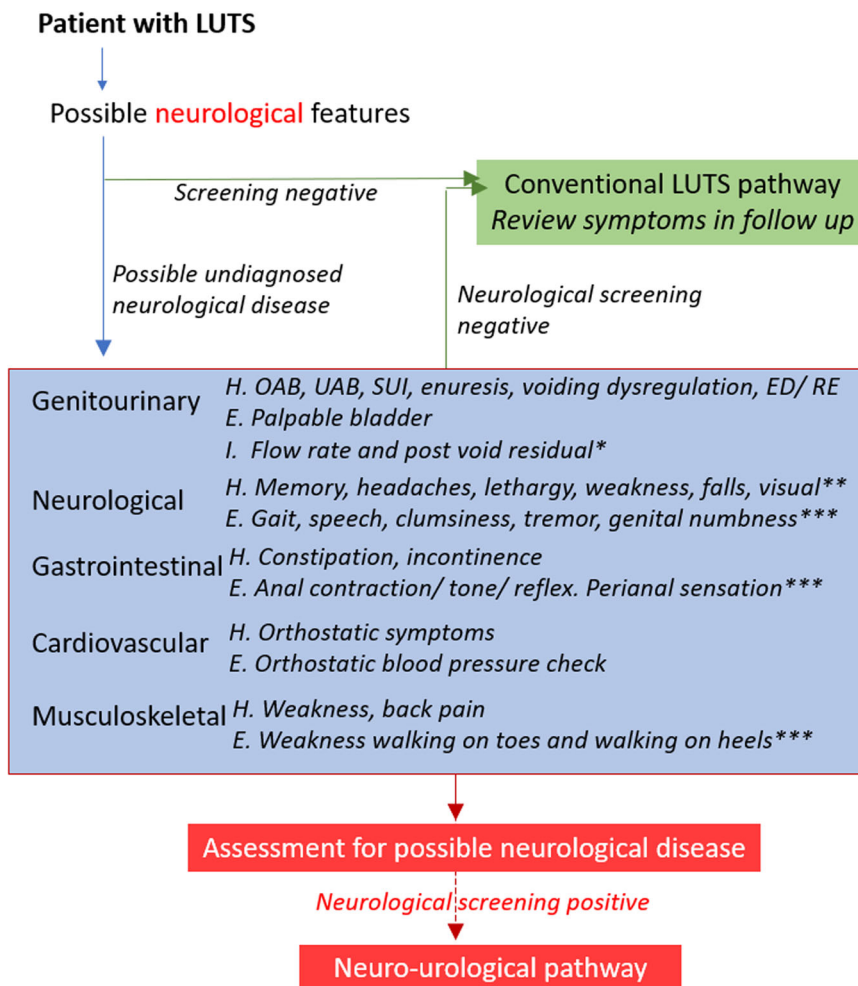 Patient with LUTS
Possible neurological features
Screening negative
Conventional LUTS pathway
Review symptoms in follow up
Possible undiagnosed
neurological disease
Neurological screening
negative
Genitourinary
H. OAB, UAB, SUI, enuresis, voiding dysregulation, ED/ RE
E. Palpable bladder
I. Flow rate and post void residual*
Neurological
H. Memory, headaches, lethargy, weakness, falls, visual**
E. Gait, speech, clumsiness, tremor, genital numbness***
Gastrointestinal
H. Constipation, incontinence
E. Anal contraction/ tone/ reflex. Perianal sensation***
Cardiovascular
H. Orthostatic symptoms
E. Orthostatic blood pressure check
Musculoskeletal
H. Weakness, back pain
E. Weakness walking on toes and walking on heels***
Assessment for possible neurological disease
Neurological screening positive
Neuro-urological pathway